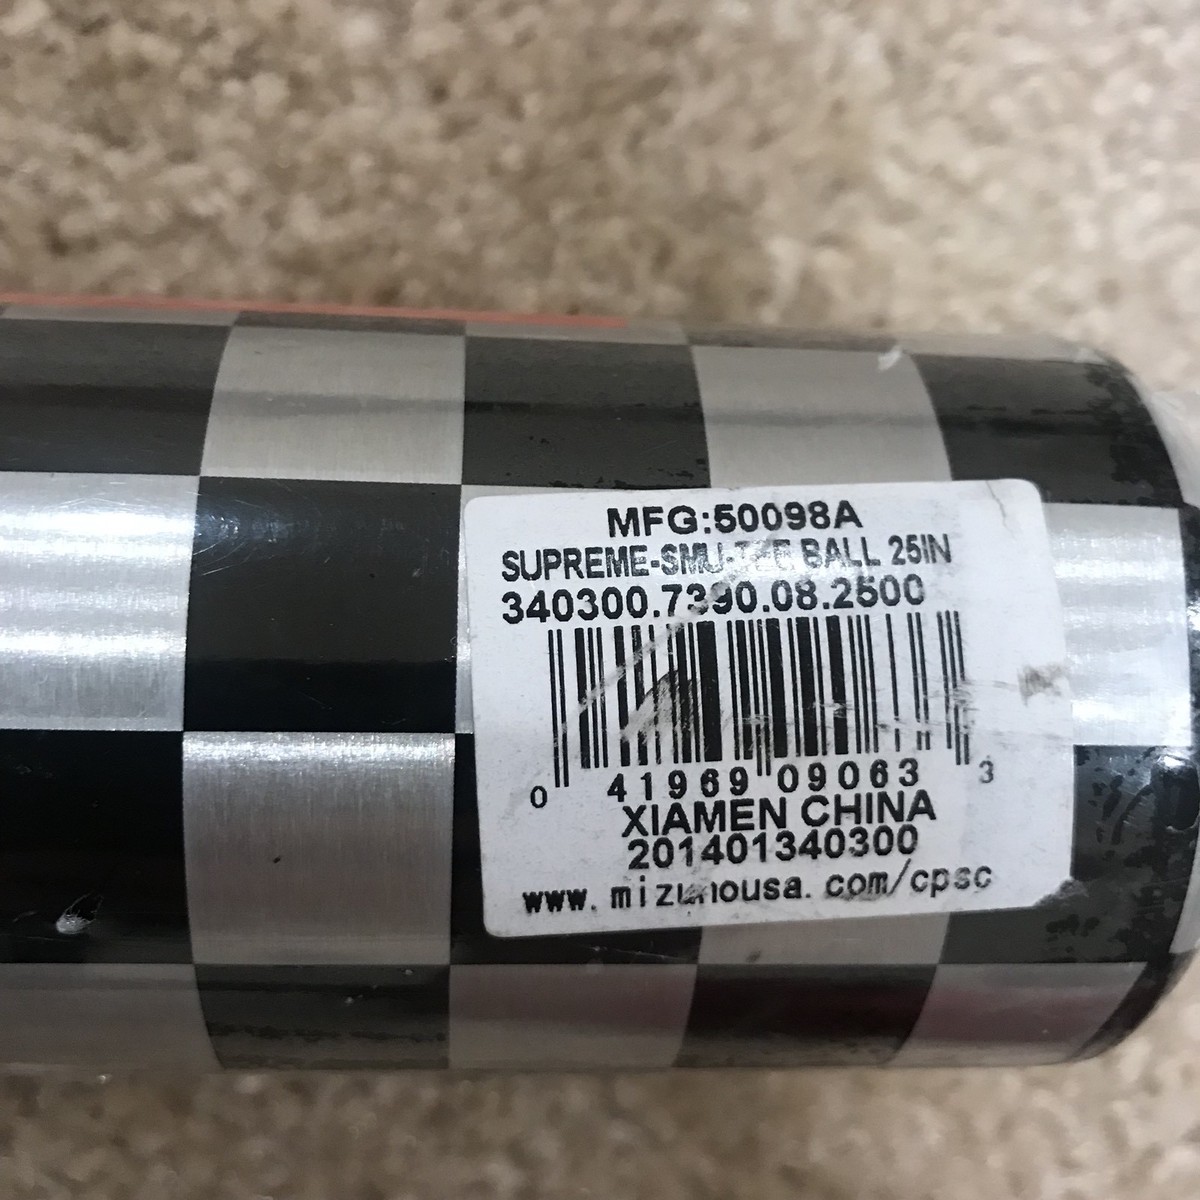 MFG:50098A
SUPREME-SMU-TEE BALL 25IN
340300.7390.08.2500
0 41969 09063 3
XIAMEN CHINA
201401340300
www.mizunousa.com/cpsc